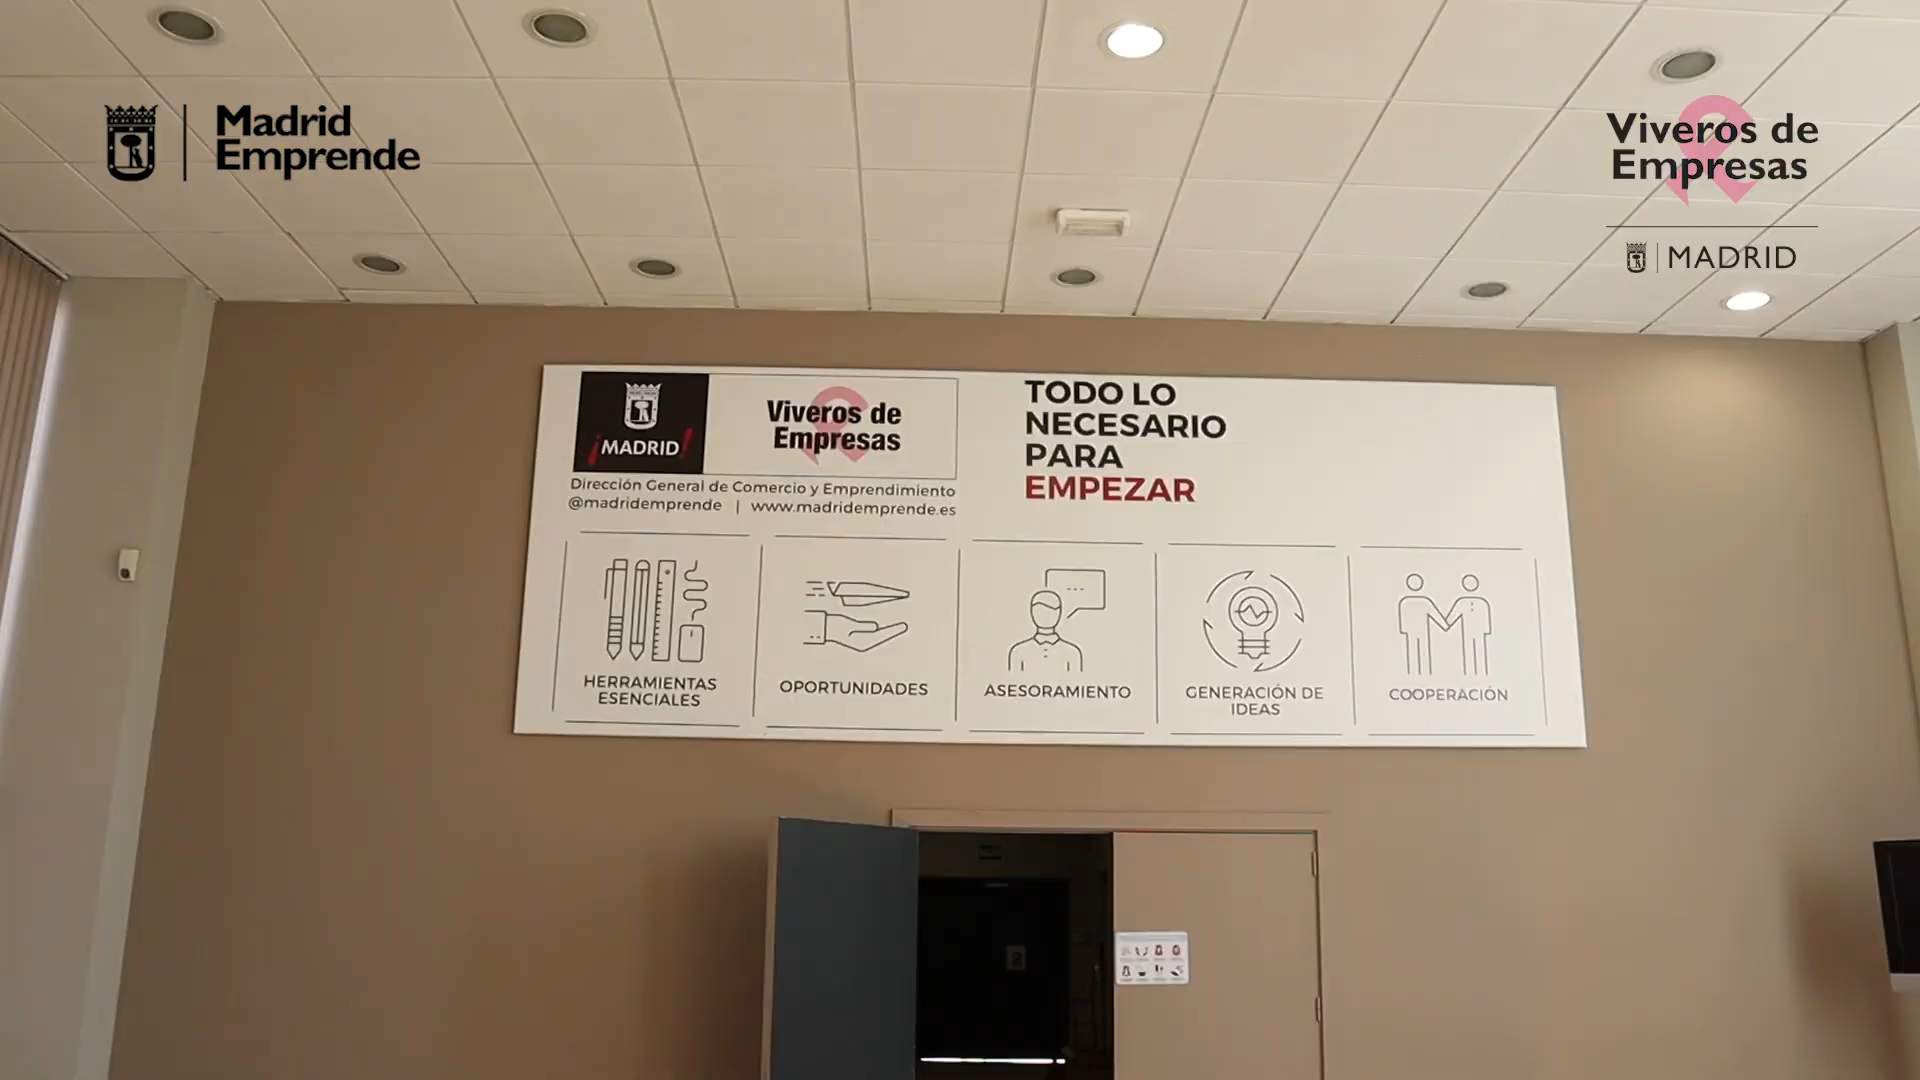 Madrid
Emprende
Viveros de
Empresas
MADRID
¡MADRID!
Viveros de
Empresas
Dirección General de Comercio y Emprendimiento
@madridemprende | www.madridemprende.es
TODO LO
NECESARIO
PARA
EMPEZAR
HERRAMIENTAS
ESENCIALES
OPORTUNIDADES
ASESORAMIENTO
GENERACIÓN DE
IDEAS
COOPERACIÓN